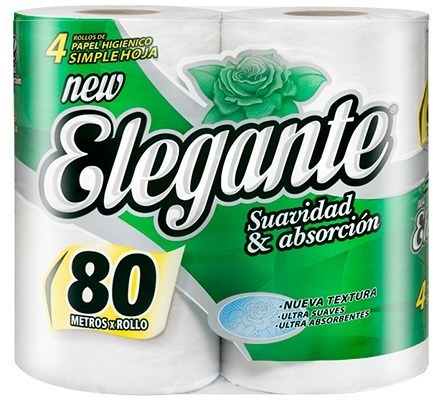 4 ROLLOS DE
PAPEL HIGIENICO
SIMPLE HOJA
new
Elegante®
Suavidad
& absorción
80
METROS x ROLLO
·NUEVA TEXTURA
·ULTRA SUAVES
·ULTRA ABSORBENTES